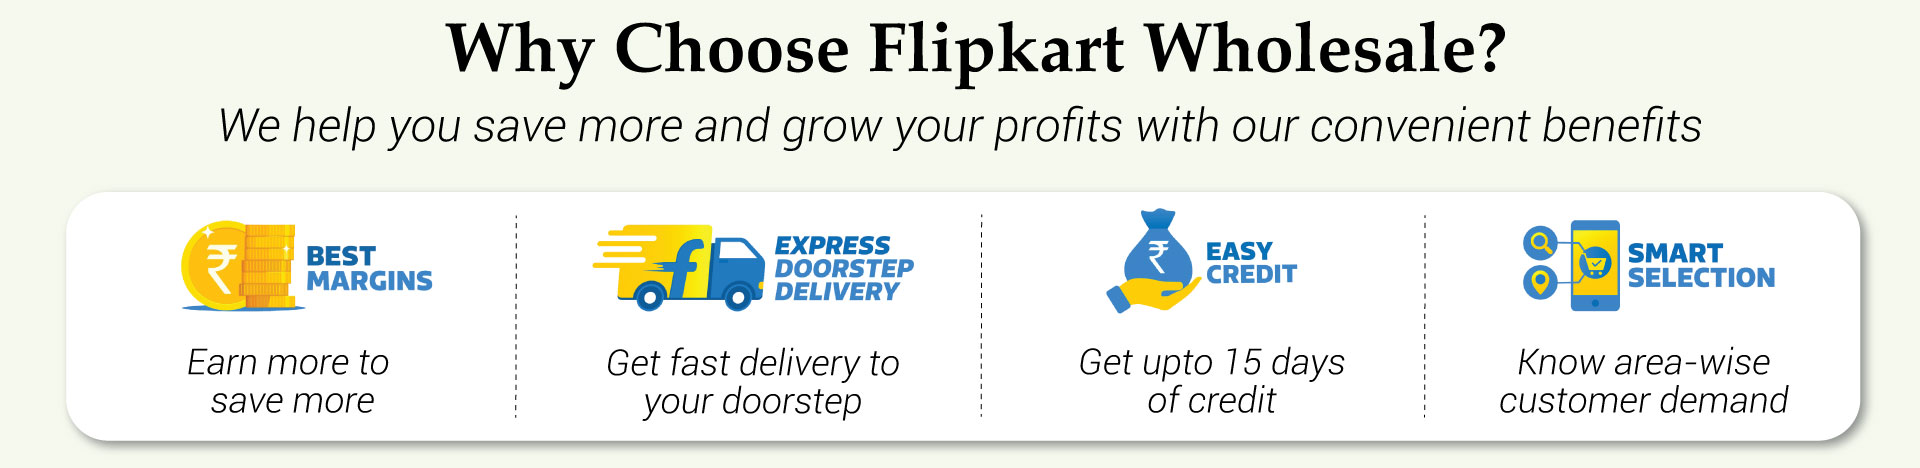 Why Choose Flipkart Wholesale?
We help you save more and grow your profits with our convenient benefits
₹
BEST
MARGINS
Earn more to
save more
f
EXPRESS
DOORSTEP
DELIVERY
Get fast delivery to
your doorstep
₹
EASY
CREDIT
Get upto 15 days
of credit
SMART
SELECTION
Know area-wise
customer demand